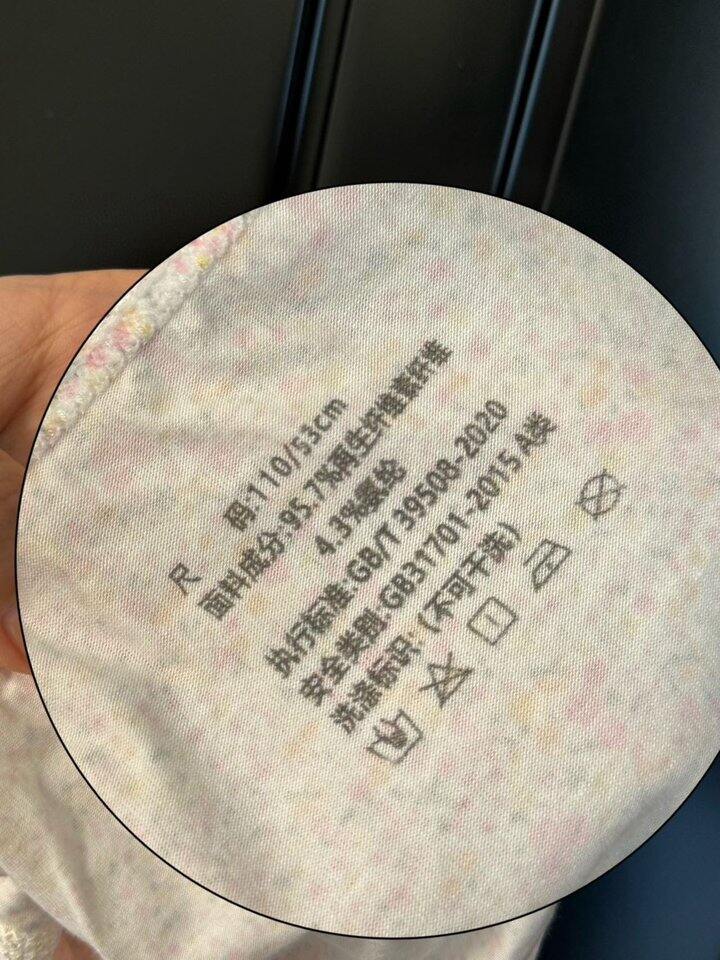 尺 码:110/53cm
面料成分:95.7%再生纤维素纤维
4.3%氨纶
执行标准:GB/T 39508-2020
安全类别:GB31701-2015 A类
洗涤标识:(不可干洗)